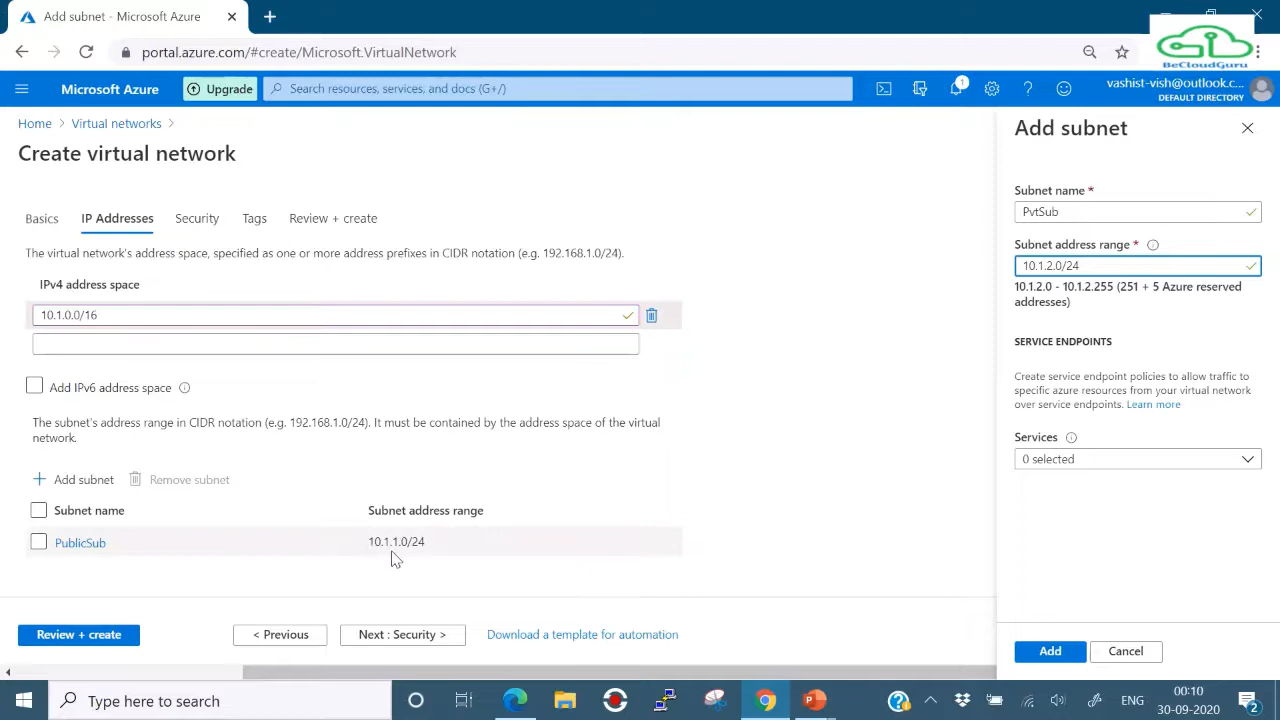 Add subnet - Microsoft Azure
portal.azure.com/#create/Microsoft.VirtualNetwork
BeCloudGuru
Microsoft Azure
Upgrade
Search resources, services, and docs (G+/)
1
vashist-vish@outlook.c...
DEFAULT DIRECTORY
Home > Virtual networks >
Create virtual network
Basics
IP Addresses
Security
Tags
Review + create
The virtual network's address space, specified as one or more address prefixes in CIDR notation (e.g. 192.168.1.0/24).
IPv4 address space
10.1.0.0/16
Add IPv6 address space
The subnet's address range in CIDR notation (e.g. 192.168.1.0/24). It must be contained by the address space of the virtual
network.
+ Add subnet
Remove subnet
Subnet name
Subnet address range
PublicSub
10.1.1.0/24
Review + create
< Previous
Next : Security >
Download a template for automation
Add subnet
Subnet name *
PvtSub
Subnet address range *
10.1.2.0/24
10.1.2.0 - 10.1.2.255 (251 + 5 Azure reserved
addresses)
SERVICE ENDPOINTS
Create service endpoint policies to allow traffic to
specific azure resources from your virtual network
over service endpoints. Learn more
Services
0 selected
Add
Cancel
Type here to search
ENG
00:10
30-09-2020
2